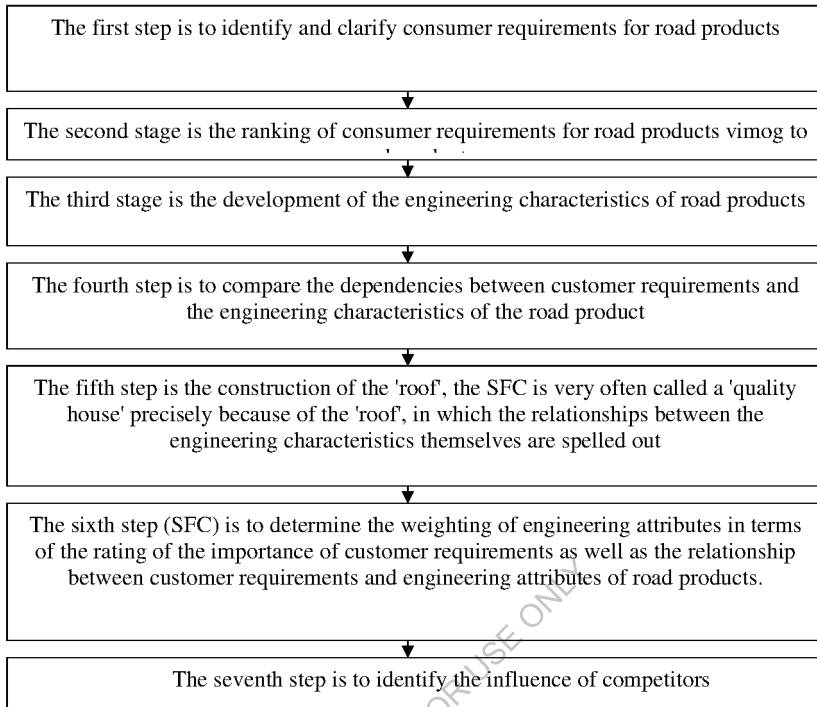 The first step is to identify and clarify consumer requirements for road products
The second stage is the ranking of consumer requirements for road products vimog to
The third stage is the development of the engineering characteristics of road products
The fourth step is to compare the dependencies between customer requirements and
the engineering characteristics of the road product
The fifth step is the construction of the 'roof', the SFC is very often called a 'quality
house' precisely because of the 'roof', in which the relationships between the
engineering characteristics themselves are spelled out
The sixth step (SFC) is to determine the weighting of engineering attributes in terms
of the rating of the importance of customer requirements as well as the relationship
between customer requirements and engineering attributes of road products.
The seventh step is to identify the influence of competitors
USE ONLY